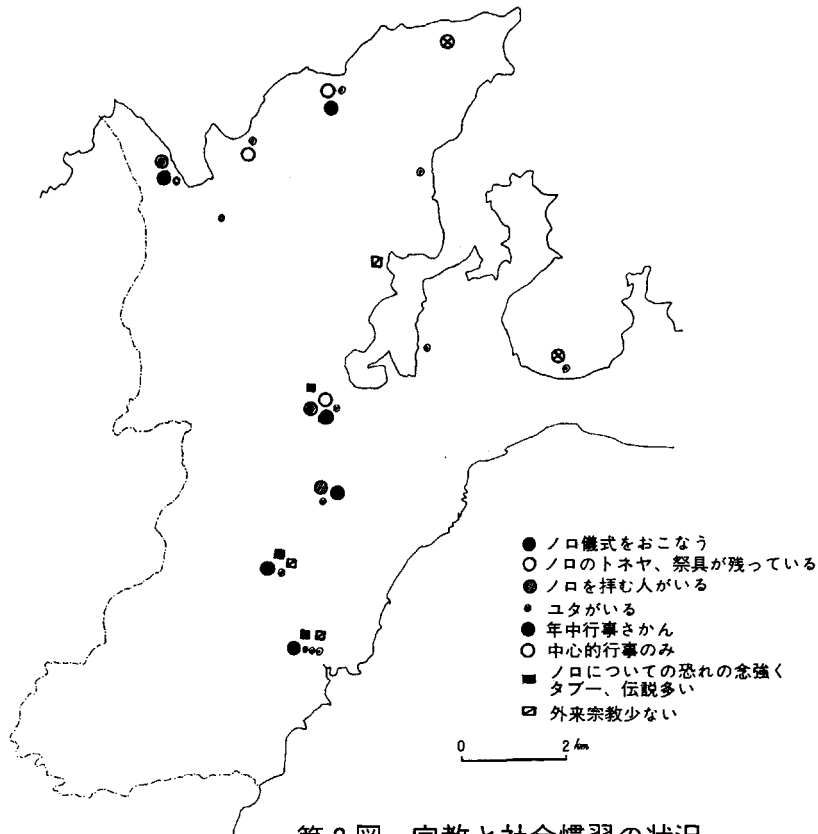 ノロ儀式をおこなう
ノロのトネヤ、祭具が残っている
ノロを拝む人がいる
ユタがいる
年中行事さかん
中心的行事のみ
ノロについての恐れの念強く
タブー、伝説多い
外来宗教少ない
0 2 km
第2図 宗教と社会慣習の状況